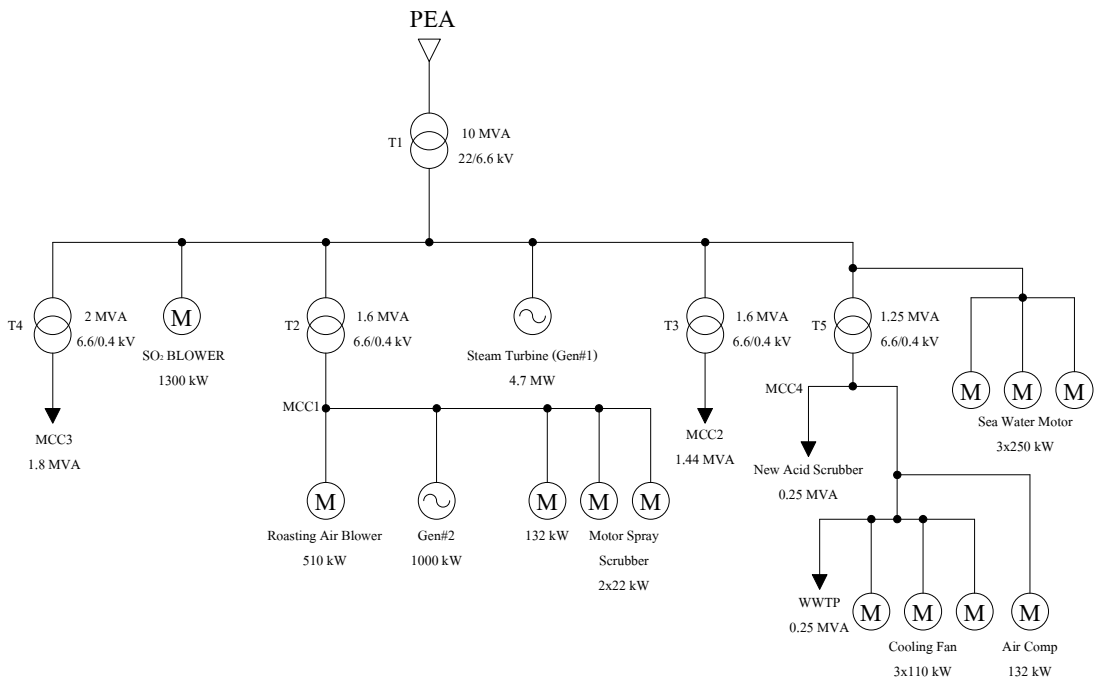 PEA
T1
10 MVA
22/6.6 kV
T4
2 MVA
6.6/0.4 kV
M
SO₂ BLOWER
1300 kW
T2
1.6 MVA
6.6/0.4 kV
Steam Turbine (Gen#1)
4.7 MW
T3
1.6 MVA
6.6/0.4 kV
T5
1.25 MVA
6.6/0.4 kV
M M M
Sea Water Motor
3x250 kW
MCC3
1.8 MVA
MCC1
MCC2
1.44 MVA
MCC4
New Acid Scrubber
0.25 MVA
M
Roasting Air Blower
510 kW
Gen#2
1000 kW
M
132 kW
M M
Motor Spray
Scrubber
2x22 kW
WWTP
0.25 MVA
M M M
Cooling Fan
3x110 kW
M
Air Comp
132 kW